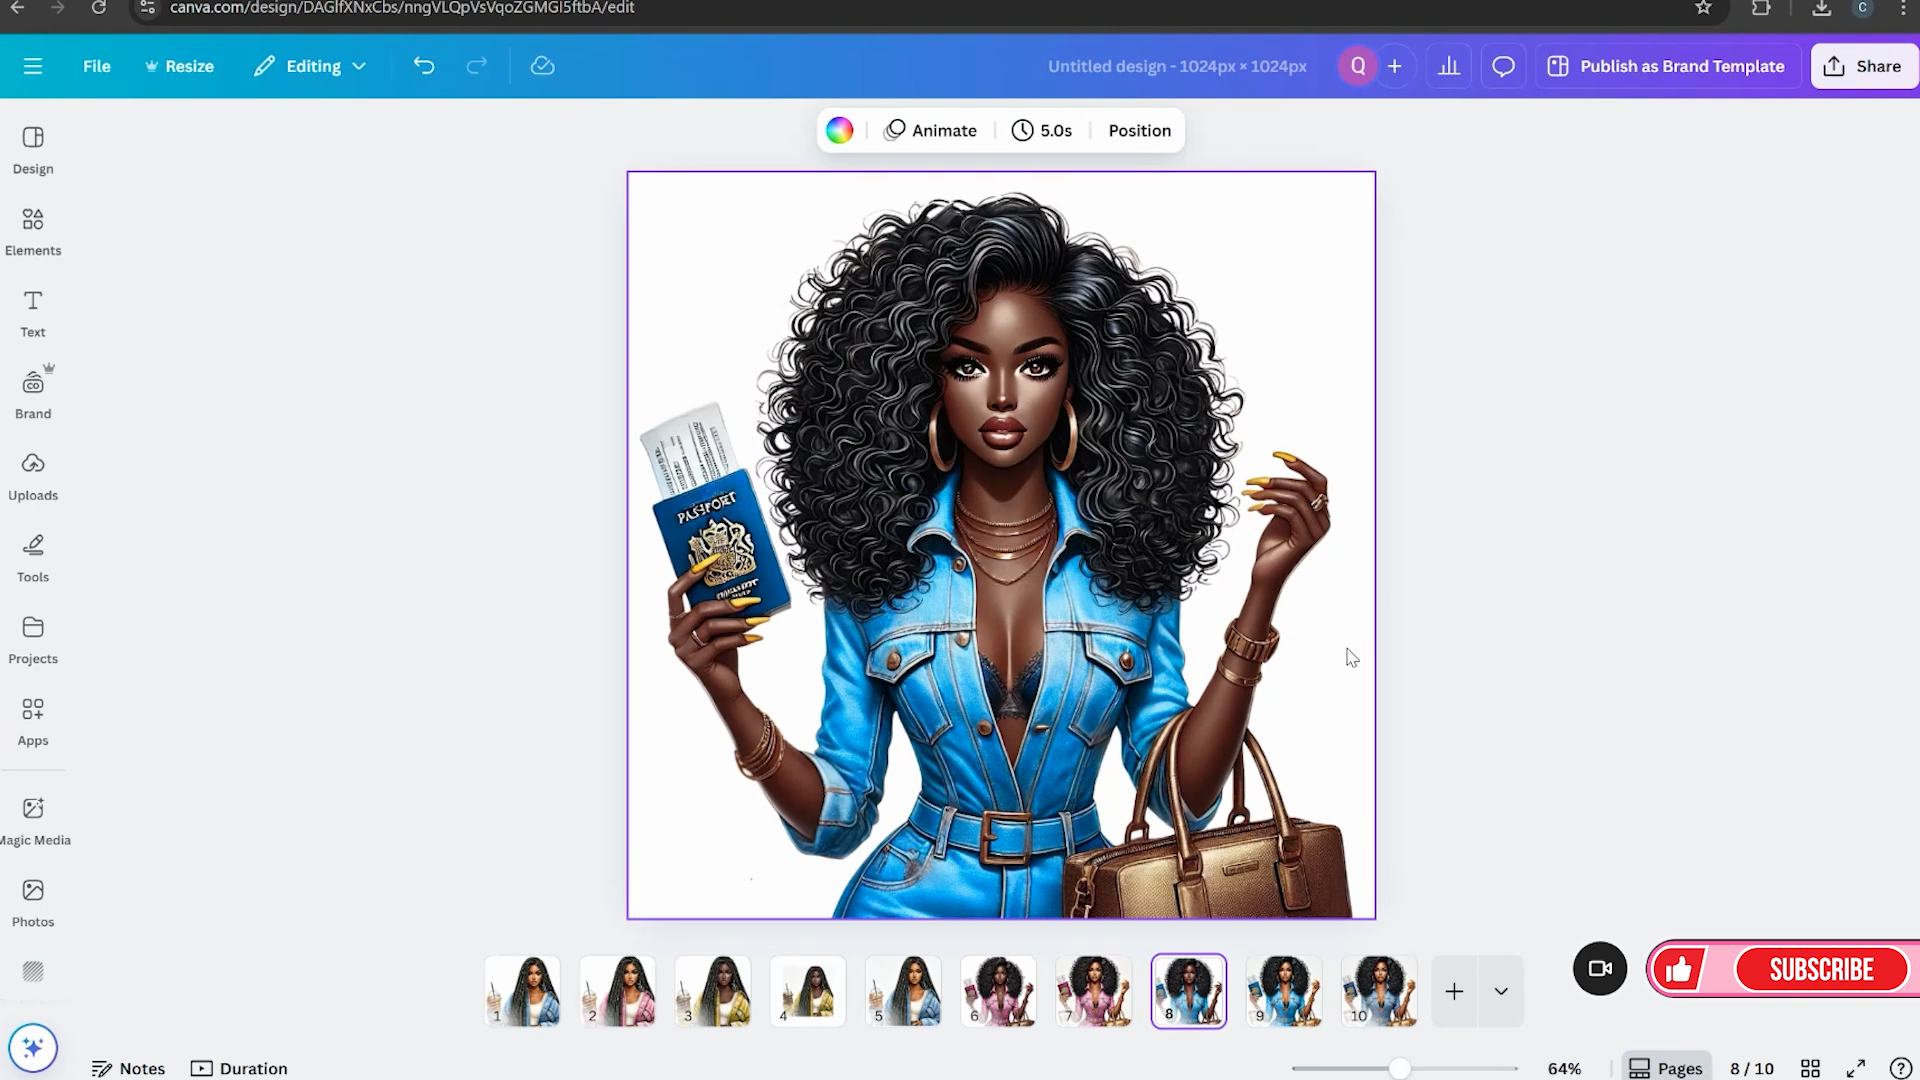 canva.com/design/DAGlfXNxCbs/nngVLQpVsVqoZGMGl5ftbA/edit
C
File
Resize
Editing
Untitled design - 1024px × 1024px
Q
Publish as Brand Template
Share
Animate
5.0s
Position
Design
Elements
Text
Brand
Uploads
Tools
Projects
Apps
Magic Media
Photos
PASSPORT
1
2
3
4
5
6
7
8
9
10
SUBSCRIBE
Notes
Duration
64%
Pages
8 / 10